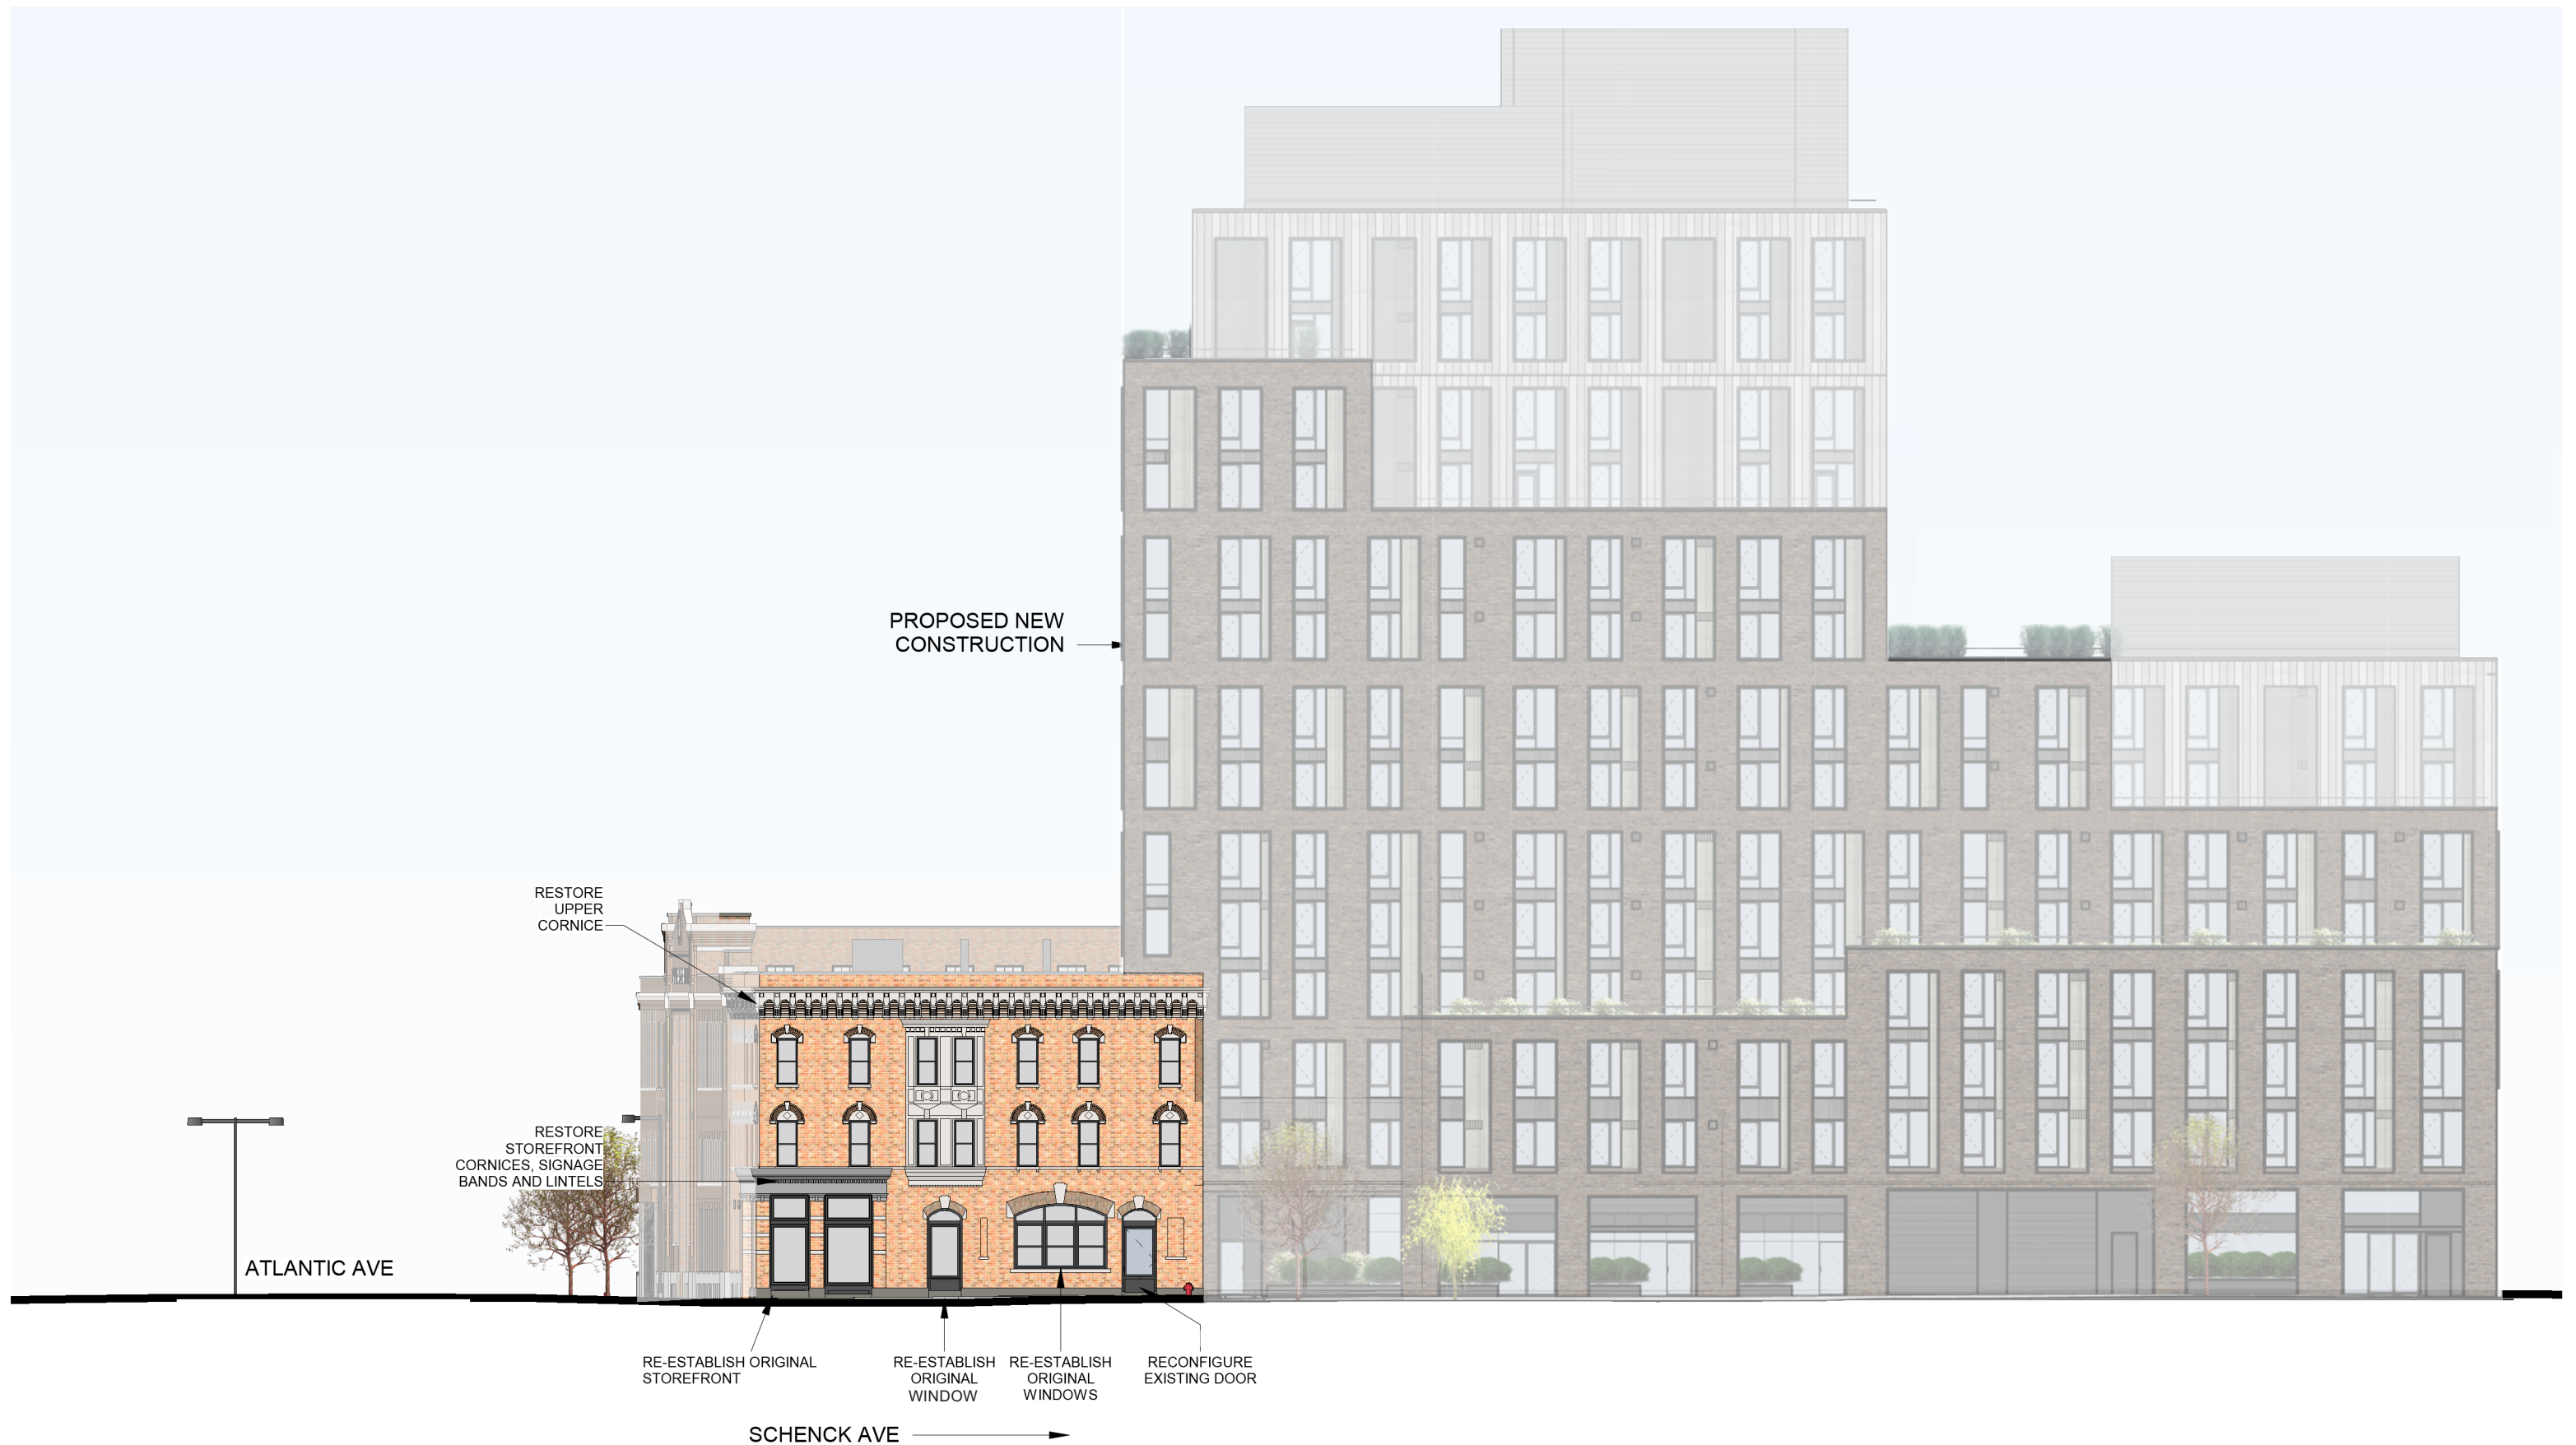 PROPOSED NEW
CONSTRUCTION
RESTORE
UPPER
CORNICE
RESTORE
STOREFRONT
CORNICES, SIGNAGE
BANDS AND LINTELS
ATLANTIC AVE
RE-ESTABLISH ORIGINAL
STOREFRONT
RE-ESTABLISH
ORIGINAL
WINDOW
RE-ESTABLISH
ORIGINAL
WINDOWS
RECONFIGURE
EXISTING DOOR
SCHENCK AVE